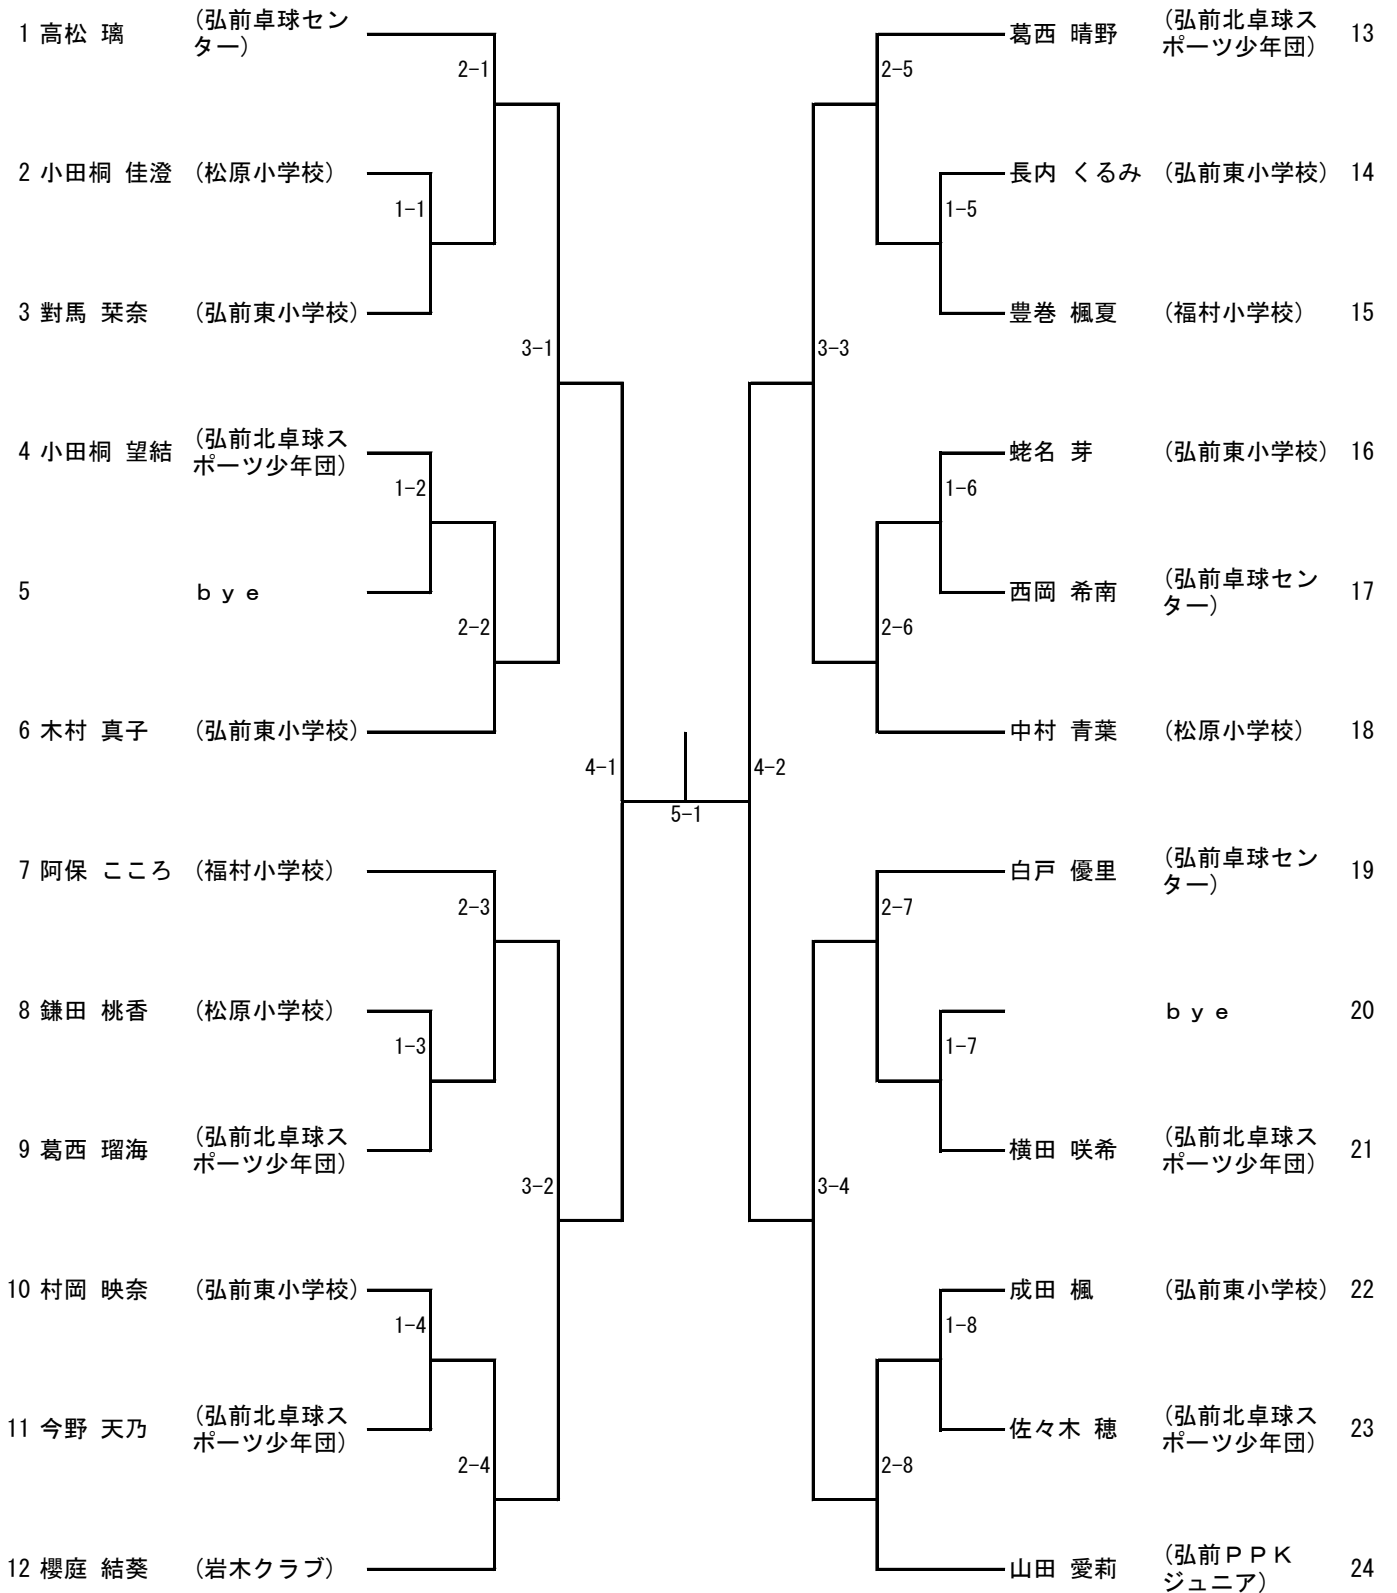 1 高松 璃 (弘前卓球セン
ター)
2-1
2 小田桐 佳澄 (松原小学校)
1-1
3 對馬 栞奈 (弘前東小学校)
3-1
4 小田桐 望結 (弘前北卓球ス
ポーツ少年団)
1-2
5 ｂｙｅ
2-2
6 木村 真子 (弘前東小学校)
4-1
7 阿保 こころ (福村小学校)
2-3
8 鎌田 桃香 (松原小学校)
1-3
9 葛西 瑠海 (弘前北卓球ス
ポーツ少年団)
3-2
10 村岡 映奈 (弘前東小学校)
1-4
11 今野 天乃 (弘前北卓球ス
ポーツ少年団)
2-4
12 櫻庭 結葵 (岩木クラブ)
5-1
葛西 晴野 (弘前北卓球ス
ポーツ少年団) 13
2-5
長内 くるみ (弘前東小学校) 14
1-5
豊巻 楓夏 (福村小学校) 15
3-3
蛯名 芽 (弘前東小学校) 16
1-6
西岡 希南 (弘前卓球セン
ター) 17
2-6
中村 青葉 (松原小学校) 18
4-2
白戸 優里 (弘前卓球セン
ター) 19
2-7
ｂｙｅ 20
1-7
横田 咲希 (弘前北卓球ス
ポーツ少年団) 21
3-4
成田 楓 (弘前東小学校) 22
1-8
佐々木 穂 (弘前北卓球ス
ポーツ少年団) 23
2-8
山田 愛莉 (弘前ＰＰＫ
ジュニア) 24